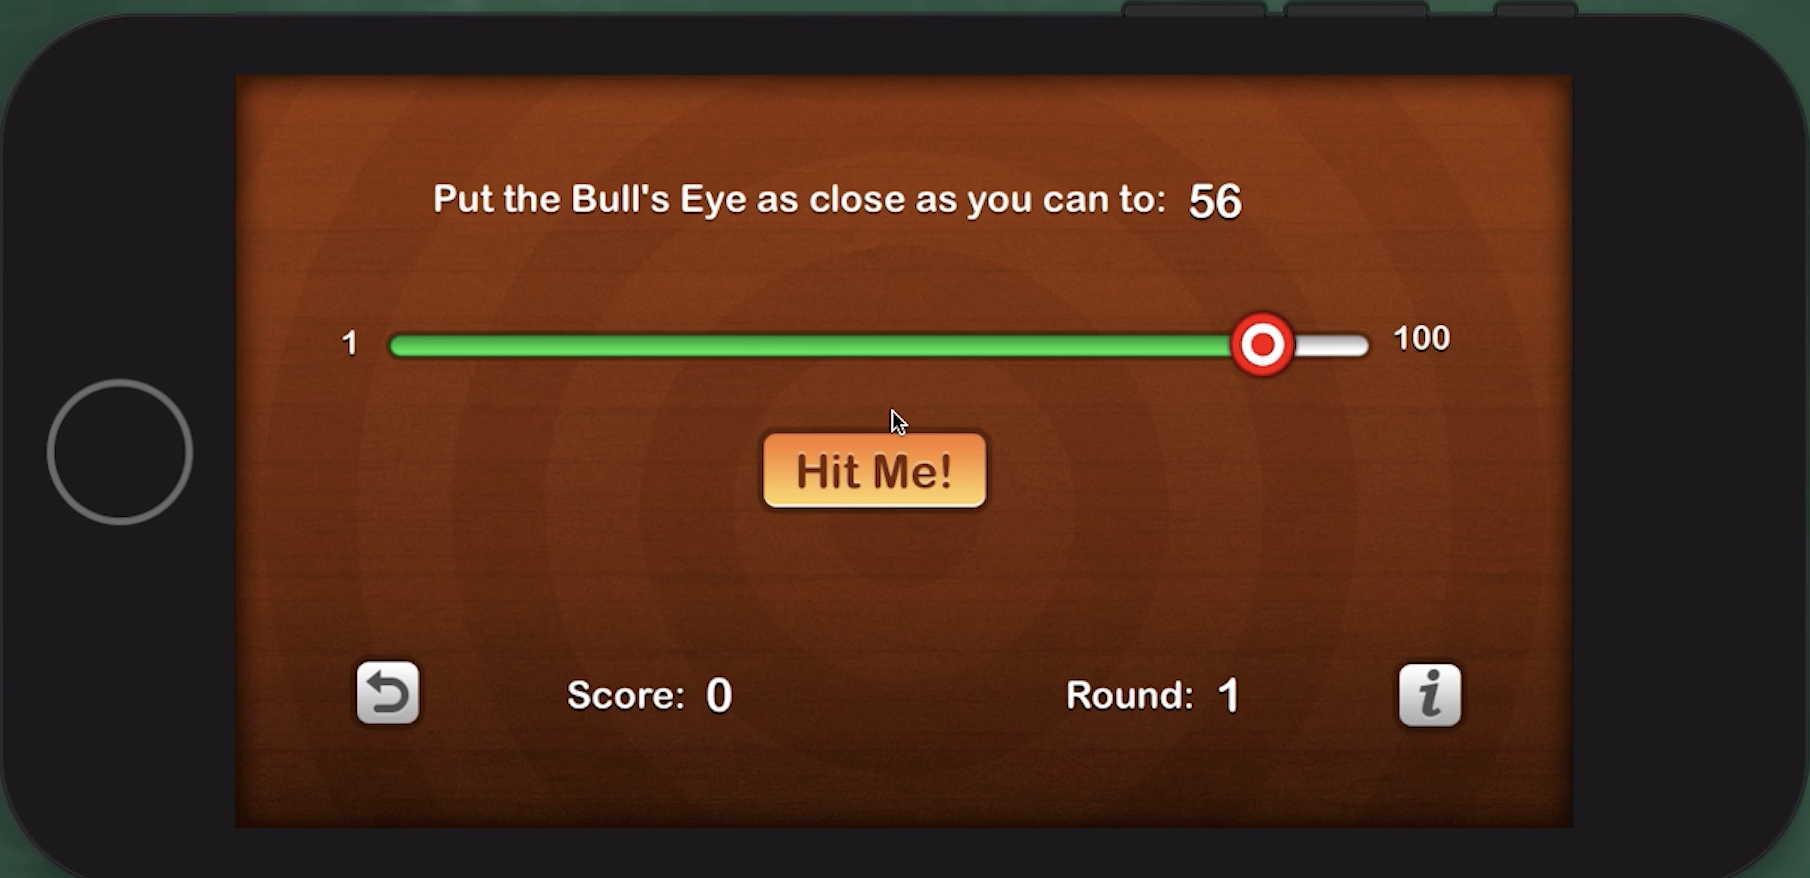 Put the Bull's Eye as close as you can to: 56
1 100
Hit Me!
Score: 0 Round: 1 i